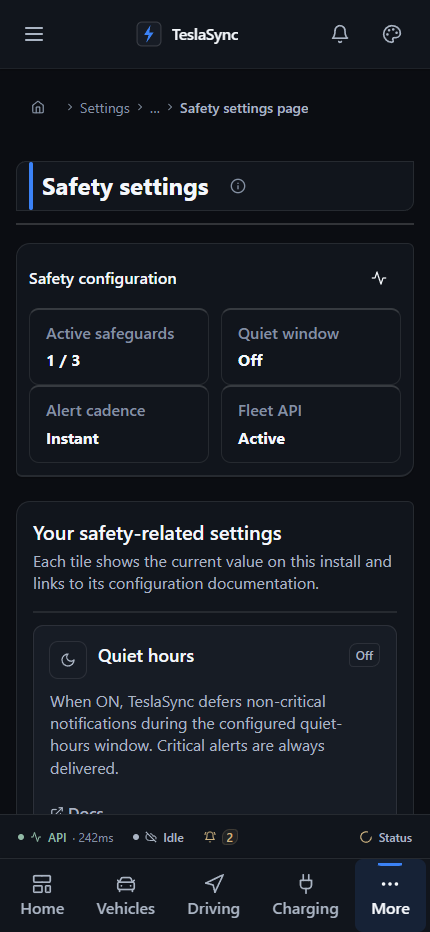 TeslaSync
Settings
...
Safety settings page
Safety settings
Safety configuration
Active safeguards
1 / 3
Quiet window
Off
Alert cadence
Instant
Fleet API
Active
Your safety-related settings
Each tile shows the current value on this install and
links to its configuration documentation.
Quiet hours
Off
When ON, TeslaSync defers non-critical
notifications during the configured quiet-
hours window. Critical alerts are always
delivered.
Docs
API · 242ms
Idle
2
Status
Home
Vehicles
Driving
Charging
More